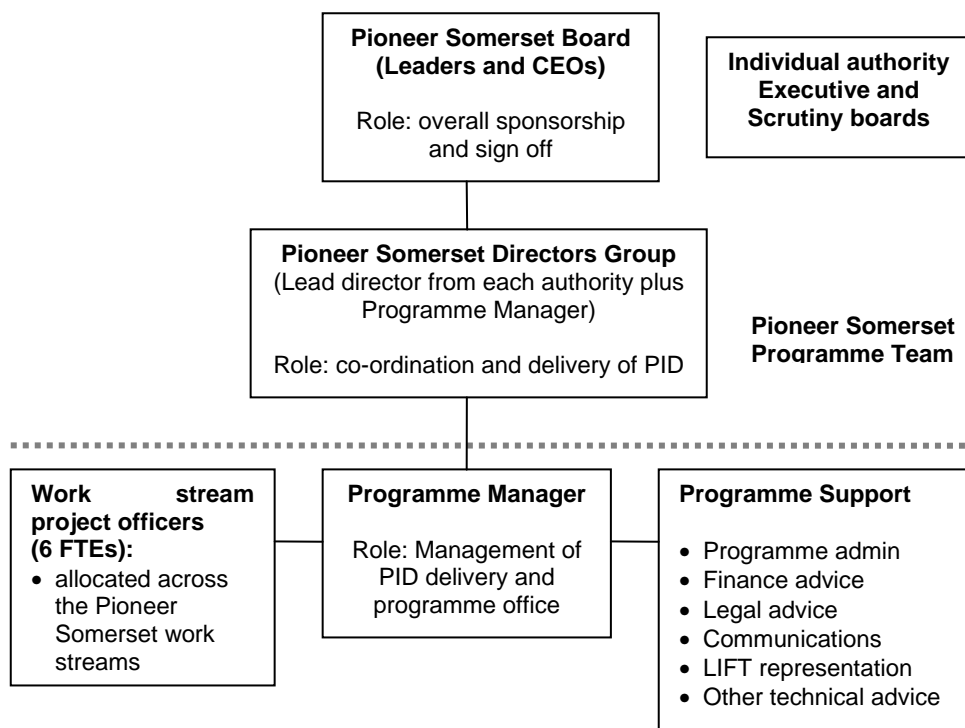 Pioneer Somerset Board
(Leaders and CEOs)
Role: overall sponsorship
and sign off
Individual authority
Executive and
Scrutiny boards
Pioneer Somerset Directors Group
(Lead director from each authority plus
Programme Manager)
Role: co-ordination and delivery of PID
Pioneer Somerset
Programme Team
Work stream
project officers
(6 FTEs):
• allocated across
the Pioneer
Somerset work
streams
Programme Manager
Role: Management of
PID delivery and
programme office
Programme Support
• Programme admin
• Finance advice
• Legal advice
• Communications
• LIFT representation
• Other technical advice